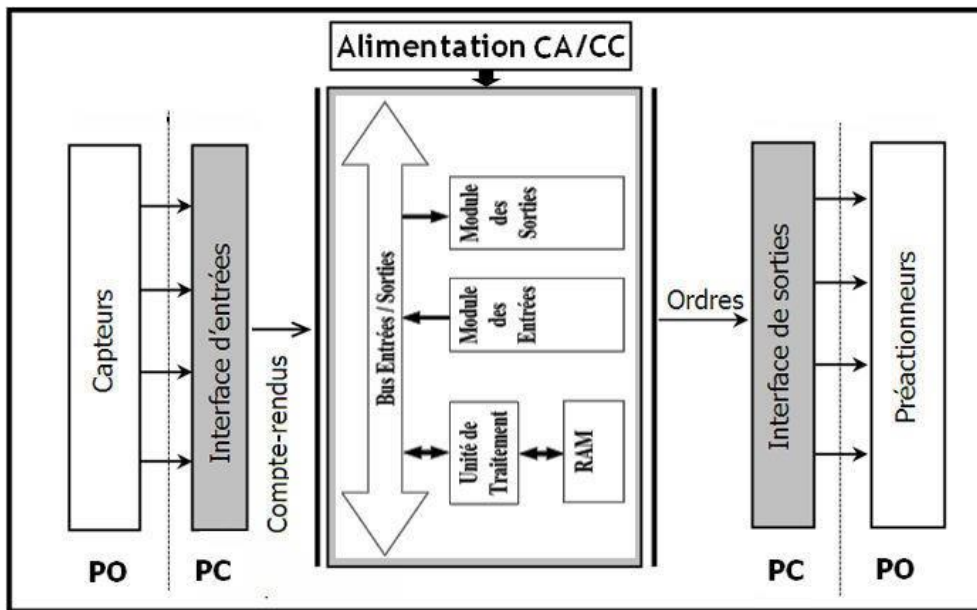 Alimentation CA/CC
Capteurs
Interface d'entrées
Compte-rendus
Bus Entrées / Sorties
Module
des
Sorties
Module
des
Entrées
Unité de
Traitement
RAM
Ordres
Interface de sorties
Préactionneurs
PO
PC
PC
PO